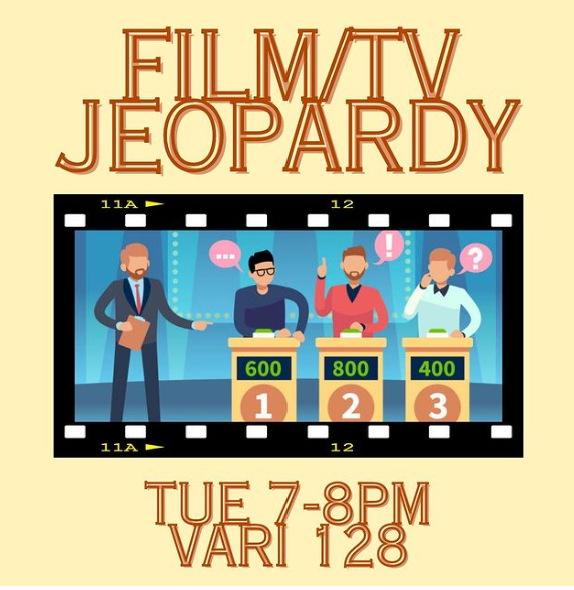 FILM/TV
JEOPARDY
11A 12
... ! ?
600 800 400
1 2 3
11A 12
TUE 7-8PM
VARI 128